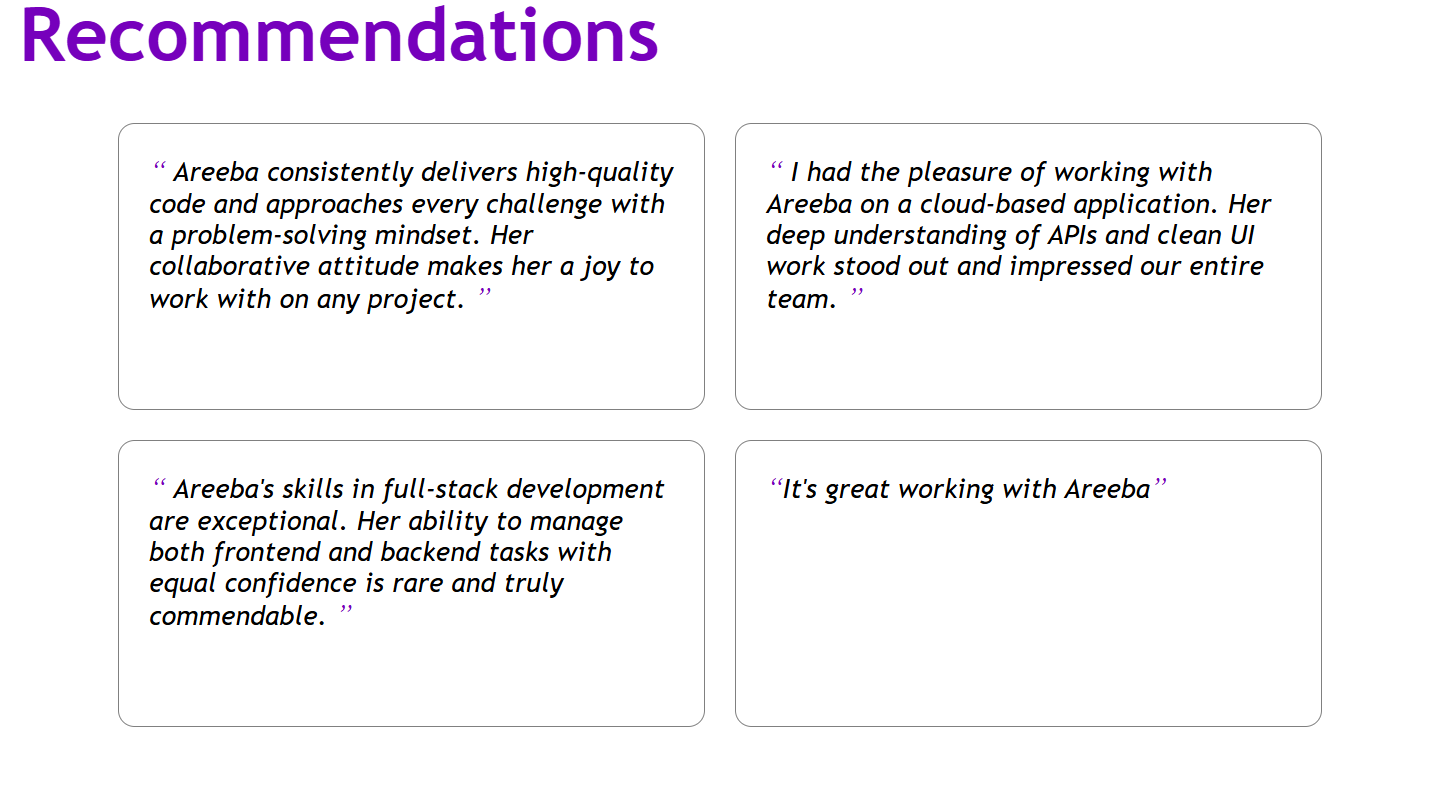 Recommendations
“ Areeba consistently delivers high-quality
code and approaches every challenge with
a problem-solving mindset. Her
collaborative attitude makes her a joy to
work with on any project. ”
“ I had the pleasure of working with
Areeba on a cloud-based application. Her
deep understanding of APIs and clean UI
work stood out and impressed our entire
team. ”
“ Areeba's skills in full-stack development
are exceptional. Her ability to manage
both frontend and backend tasks with
equal confidence is rare and truly
commendable. ”
“It's great working with Areeba”